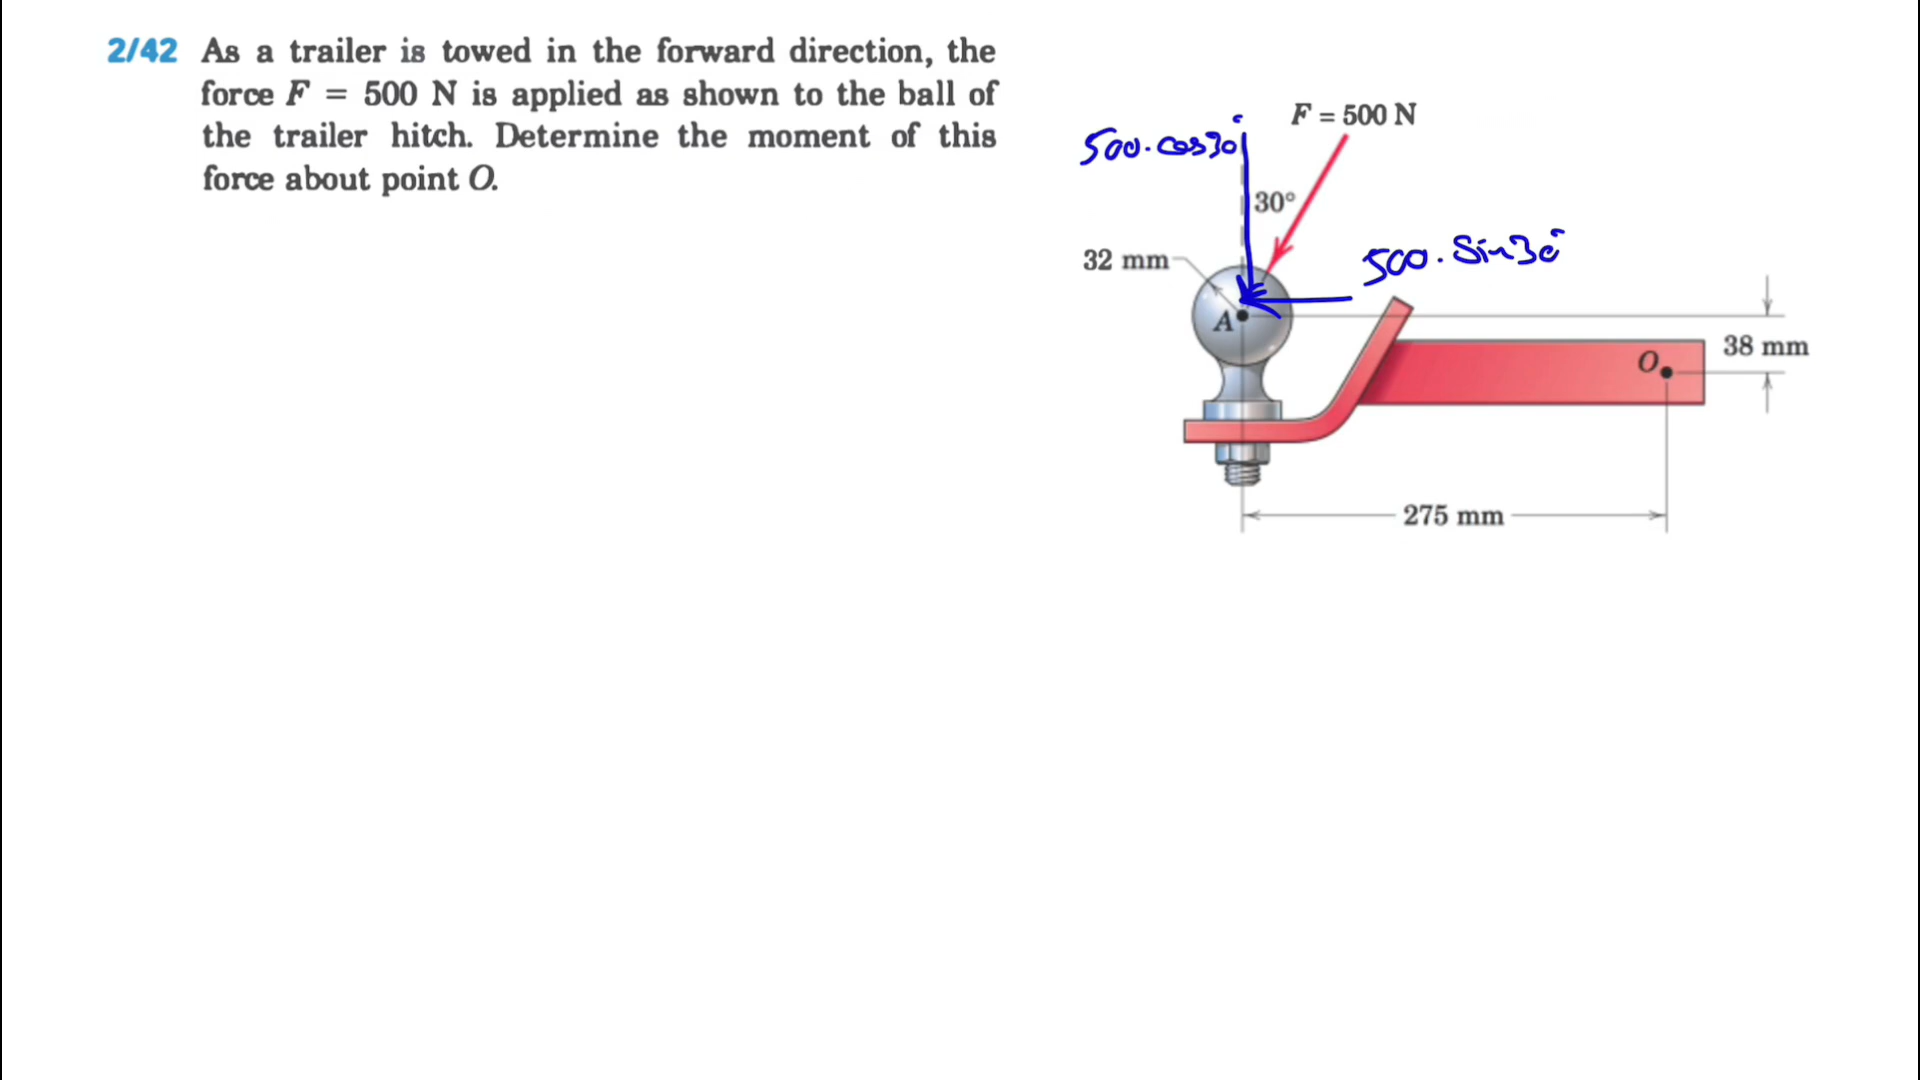 2/42 As a trailer is towed in the forward direction, the
force F = 500 N is applied as shown to the ball of
the trailer hitch. Determine the moment of this
force about point O.
F = 500 N
500.cos30°
30°
500.Sin30°
32 mm
A
38 mm
O
275 mm